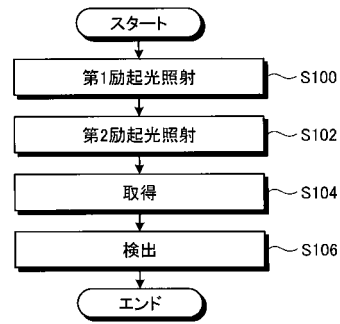 スタート
第1励起光照射 S100
第2励起光照射 S102
取得 S104
検出 S106
エンド